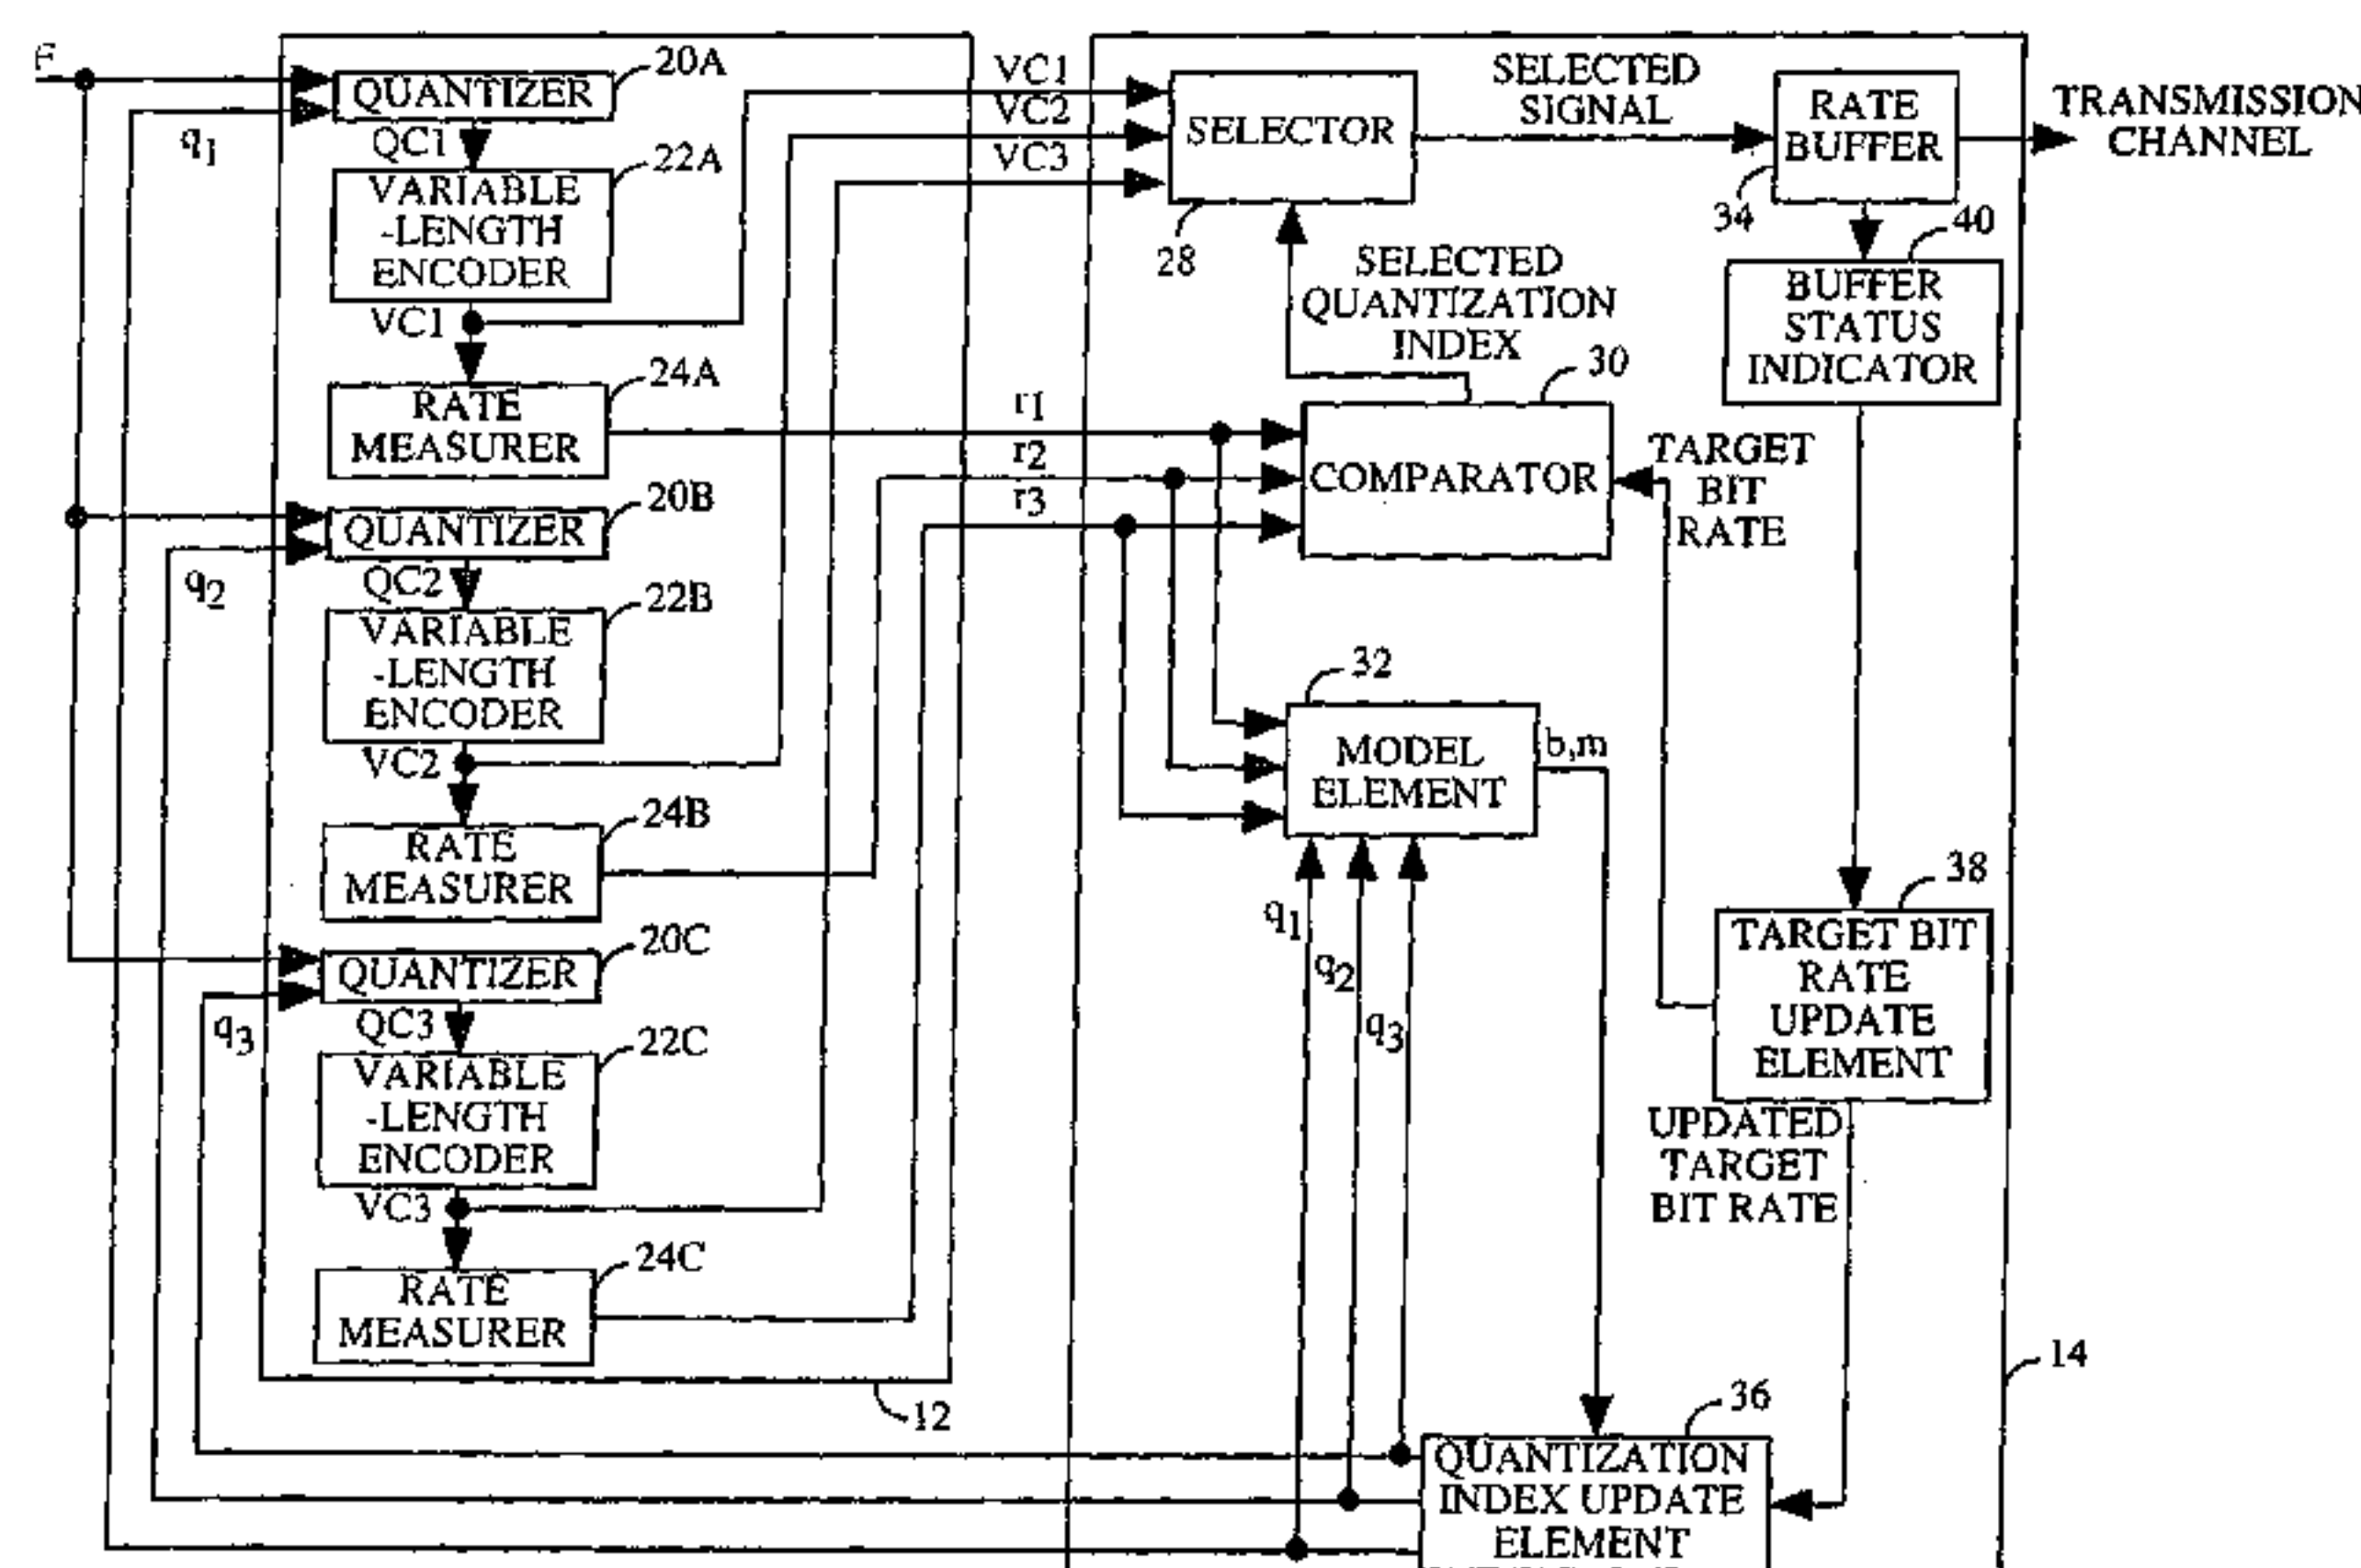 F
QUANTIZER
20A
q1
QC1
VARIABLE
-LENGTH
ENCODER
22A
VC1
RATE
MEASURER
24A
QUANTIZER
20B
q2
QC2
VARIABLE
-LENGTH
ENCODER
22B
VC2
RATE
MEASURER
24B
QUANTIZER
20C
q3
QC3
VARIABLE
-LENGTH
ENCODER
22C
VC3
RATE
MEASURER
24C
12
VC1
VC2
VC3
SELECTOR
28
SELECTED
SIGNAL
RATE
BUFFER
34
TRANSMISSION
CHANNEL
40
BUFFER
STATUS
INDICATOR
SELECTED
QUANTIZATION
INDEX
30
r1
r2
r3
COMPARATOR
TARGET
BIT
RATE
32
MODEL
ELEMENT
b,m
q1
q2
q3
38
TARGET BIT
RATE
UPDATE
ELEMENT
UPDATED
TARGET
BIT RATE
14
36
QUANTIZATION
INDEX UPDATE
ELEMENT